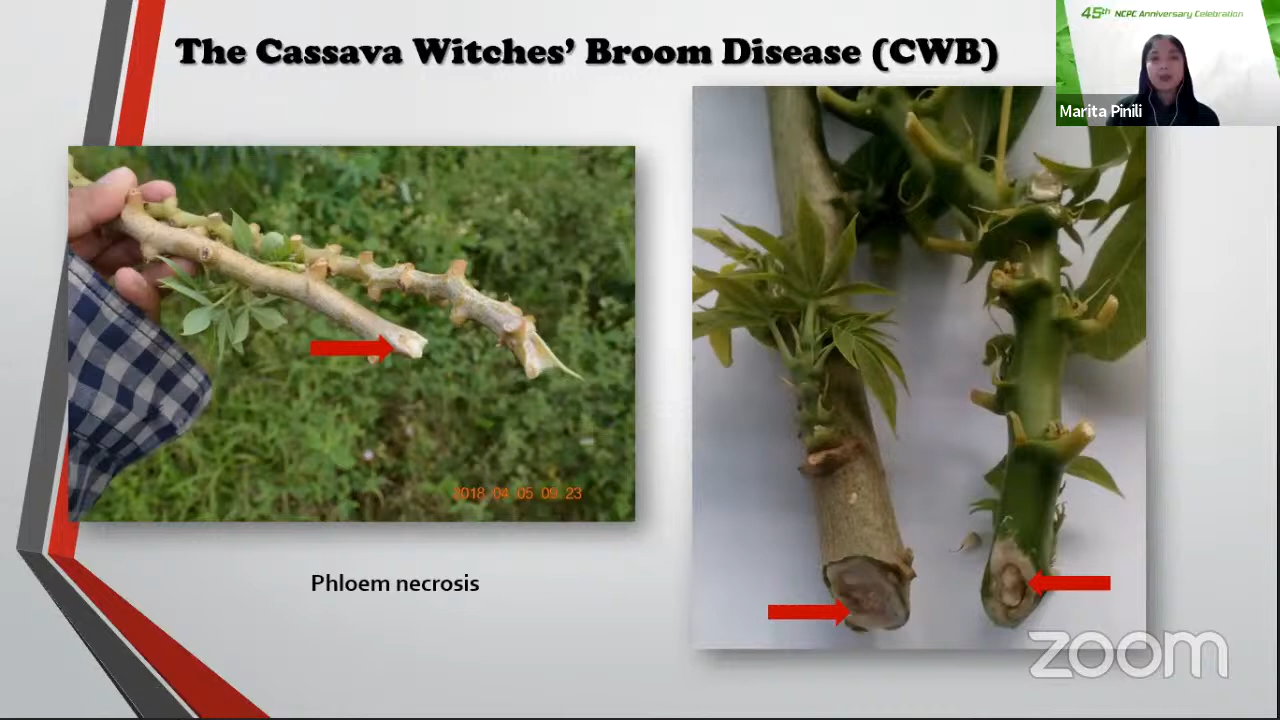 The Cassava Witches' Broom Disease (CWB)
45th NCPC Anniversary Celebration
Marita Pinili
2018 04 05 09 23
Phloem necrosis
zoom